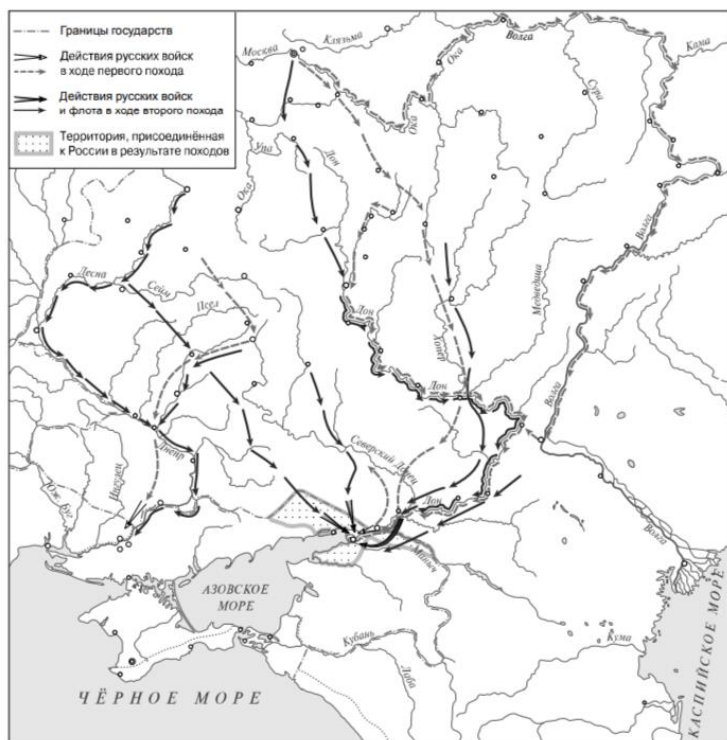 Границы государств
Действия русских войск
в ходе первого похода
Действия русских войск
и флота в ходе второго похода
Территория, присоединённая
к России в результате походов
Москва
Клязьма
Волга
Кама
Ока
Ока
Сура
Упа
Дон
Ока
Волга
Десна
Сейм
Псел
Медведица
Дон
Хопёр
Дон
Волга
Северский Донец
Днепр
Ингулец
Юж. Буг
Дон
Волга
Маныч
АЗОВСКОЕ
МОРЕ
Кубань
Кума
Лаба
ЧЁРНОЕ МОРЕ
КАСПИЙСКОЕ МОРЕ